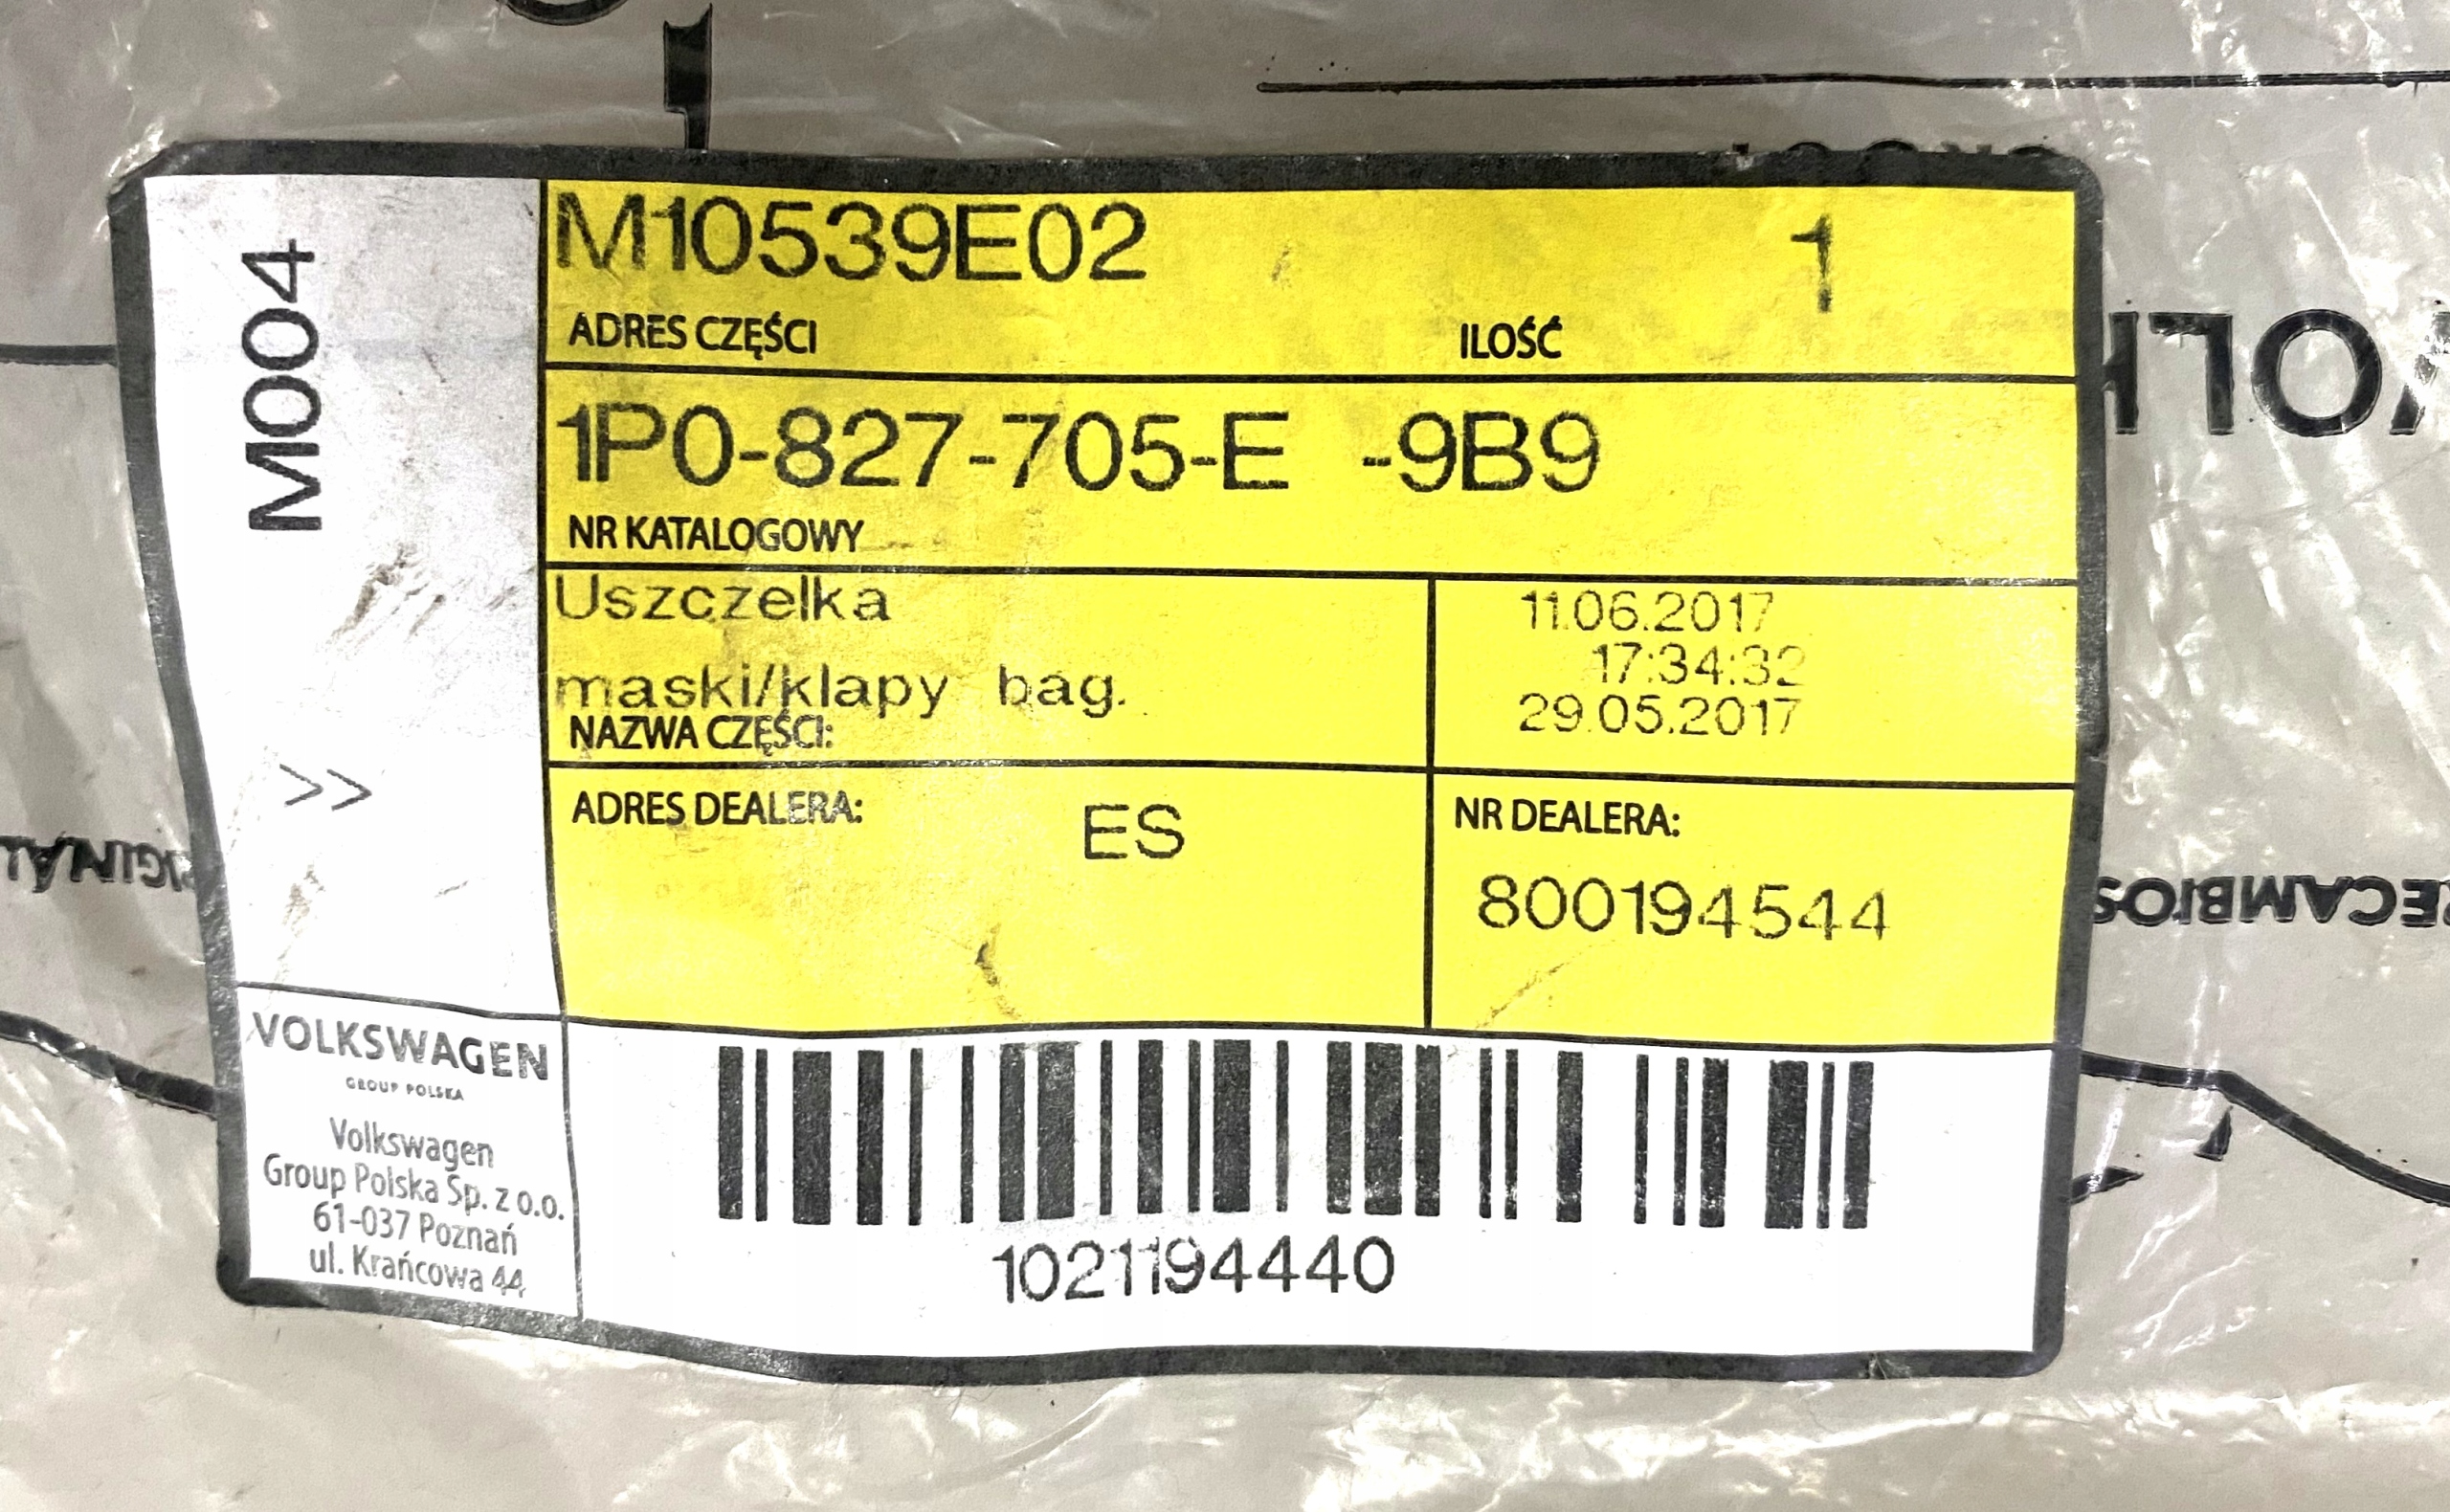 M004
>>
M10539E02 1
ADRES CZĘŚCI ILOŚĆ
1P0-827-705-E -9B9
NR KATALOGOWY
Uszczelka
maski/klapy bag.
NAZWA CZĘŚCI:
11.06.2017
17:34:32
29.05.2017
ADRES DEALERA: ES
NR DEALERA:
800194544
VOLKSWAGEN
GROUP POLSKA
Volkswagen
Group Polska Sp. z o.o.
61-037 Poznań
ul. Krańcowa 44
1021194440